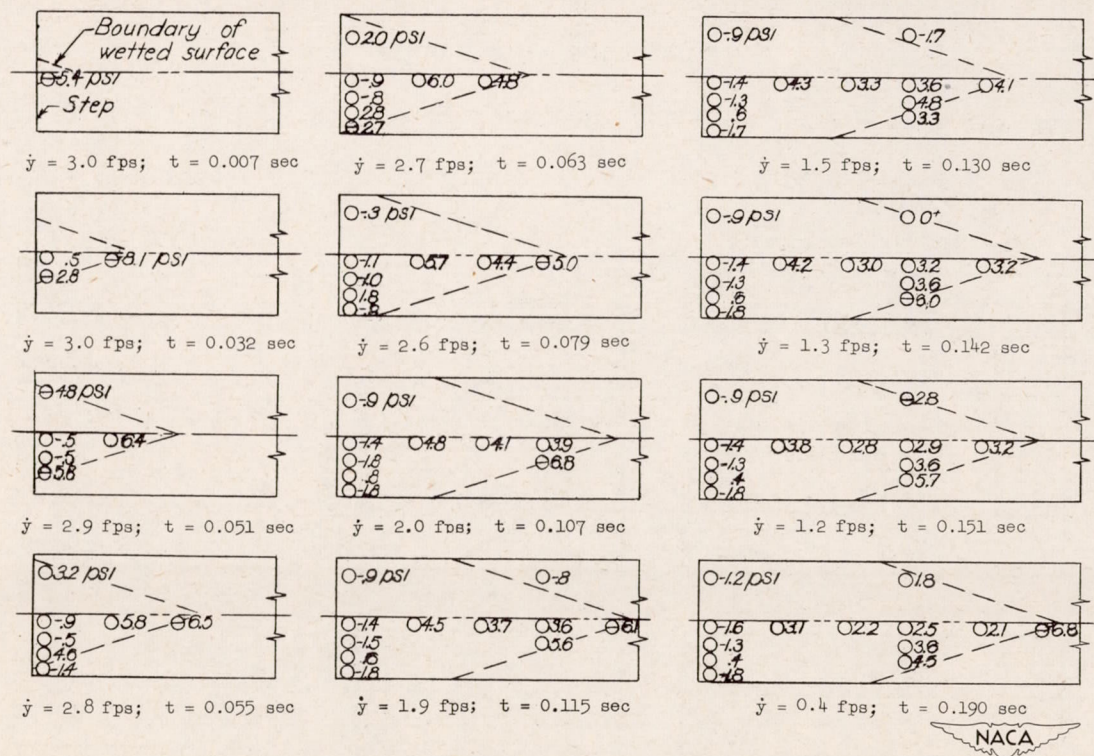 Boundary of
wetted surface
5.4 psi
Step
ẏ = 3.0 fps; t = 0.007 sec
.5 8.1 psi
2.8
ẏ = 3.0 fps; t = 0.032 sec
4.8 psi
-.5 6.4
-.5
5.8
ẏ = 2.9 fps; t = 0.051 sec
3.2 psi
-.9 5.8 6.5
-.5
4.6
-1.4
ẏ = 2.8 fps; t = 0.055 sec
2.0 psi
-.9 6.0 4.8
-.8
2.8
2.7
ẏ = 2.7 fps; t = 0.063 sec
-.3 psi
-1.1 5.7 4.4 5.0
-1.0
1.8
-.8
ẏ = 2.6 fps; t = 0.079 sec
-.9 psi
-1.4 4.8 4.1 3.9
-1.8 6.8
.8
-1.8
ẏ = 2.0 fps; t = 0.107 sec
-.9 psi -.8
-1.4 4.5 3.7 3.6 6.1
-1.5 5.6
.6
-1.8
ẏ = 1.9 fps; t = 0.115 sec
-.9 psi -1.7
-1.4 4.3 3.3 3.6 4.1
-1.3 4.8
.6 3.3
-1.7
ẏ = 1.5 fps; t = 0.130 sec
-.9 psi 0+
-1.4 4.2 3.0 3.2 3.2
-1.3 3.6
.6 6.0
-1.8
ẏ = 1.3 fps; t = 0.142 sec
-.9 psi 2.8
-1.4 3.8 2.8 2.9 3.2
-1.3 3.6
.4 5.7
-1.8
ẏ = 1.2 fps; t = 0.151 sec
-1.2 psi 1.8
-1.6 3.1 2.2 2.5 2.1 6.8
-1.3 3.6
.4 4.5
-1.8
ẏ = 0.4 fps; t = 0.190 sec
NACA